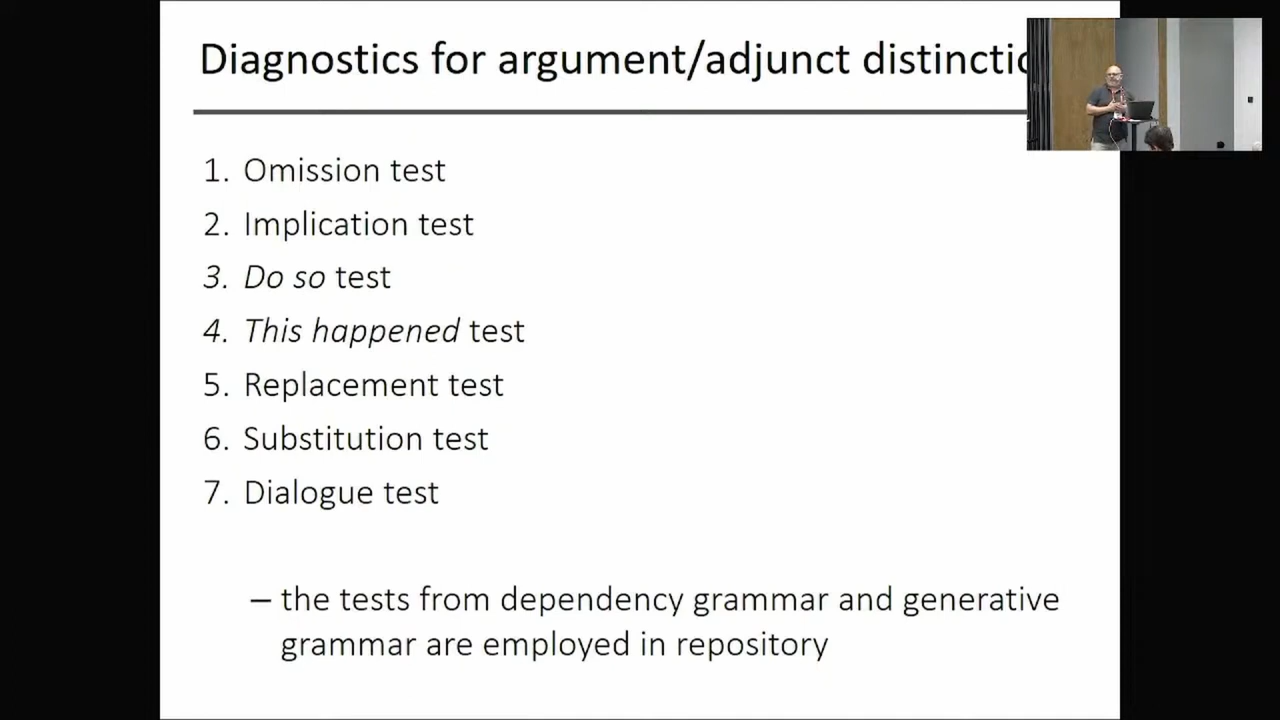 Diagnostics for argument/adjunct distinctio
1. Omission test
2. Implication test
3. Do so test
4. This happened test
5. Replacement test
6. Substitution test
7. Dialogue test
– the tests from dependency grammar and generative
grammar are employed in repository